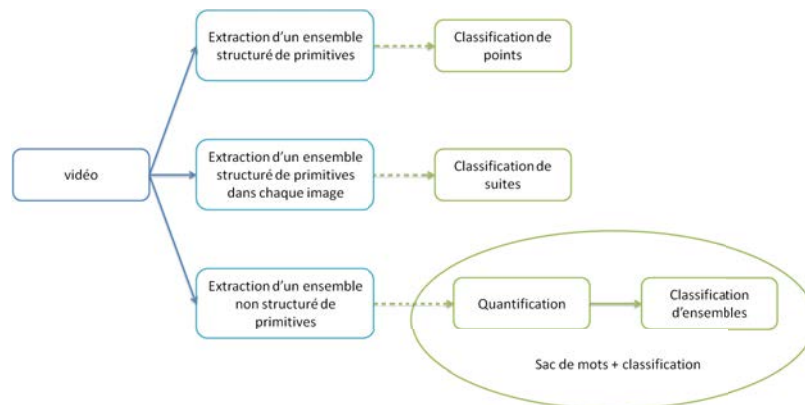 Extraction d'un ensemble
structuré de primitives
Classification de
points
vidéo
Extraction d'un ensemble
structuré de primitives
dans chaque image
Classification de
suites
Extraction d'un ensemble
non structuré de
primitives
Quantification
Classification
d'ensembles
Sac de mots + classification